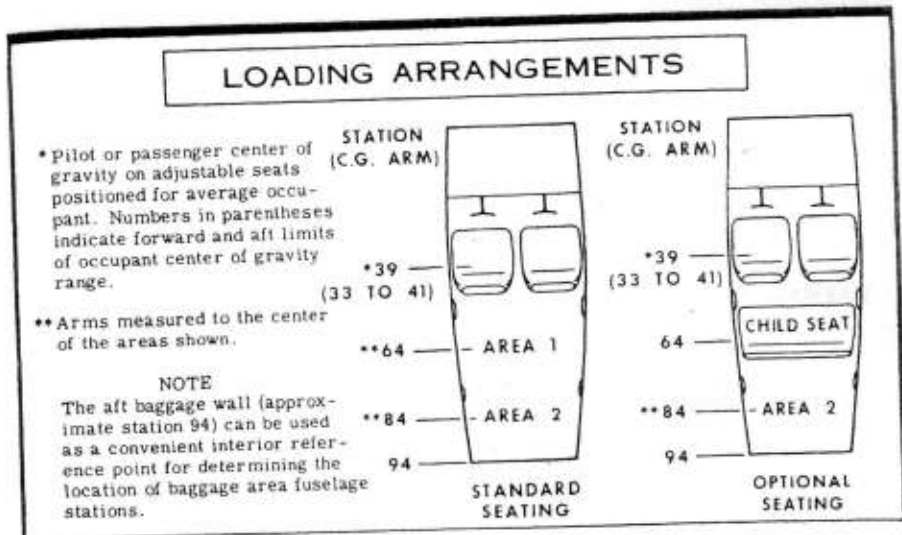 LOADING ARRANGEMENTS
* Pilot or passenger center of
gravity on adjustable seats
positioned for average occu-
pant. Numbers in parentheses
indicate forward and aft limits
of occupant center of gravity
range.
** Arms measured to the center
of the areas shown.
NOTE
The aft baggage wall (approx-
imate station 94) can be used
as a convenient interior refer-
ence point for determining the
location of baggage area fuselage
stations.
STATION
(C.G. ARM)
*39
(33 TO 41)
**64
AREA 1
**84
AREA 2
94
STANDARD
SEATING
STATION
(C.G. ARM)
*39
(33 TO 41)
64
CHILD SEAT
**84
AREA 2
94
OPTIONAL
SEATING